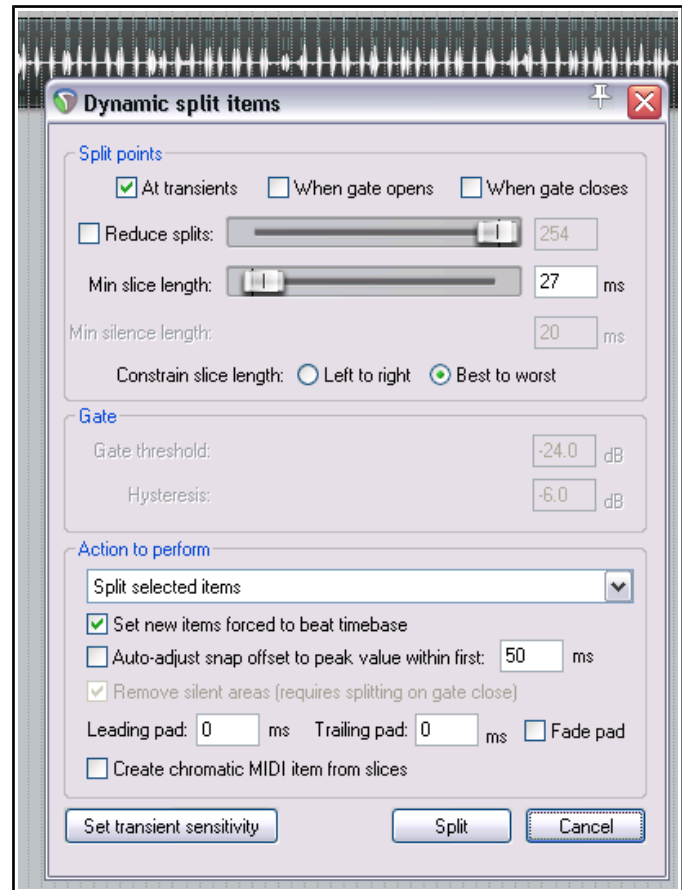 Dynamic split items
Split points
At transients When gate opens When gate closes
Reduce splits: 254
Min slice length: 27 ms
Min silence length: 20 ms
Constrain slice length: Left to right Best to worst
Gate
Gate threshold: -24.0 dB
Hysteresis: -6.0 dB
Action to perform
Split selected items
Set new items forced to beat timebase
Auto-adjust snap offset to peak value within first: 50 ms
Remove silent areas (requires splitting on gate close)
Leading pad: 0 ms Trailing pad: 0 ms Fade pad
Create chromatic MIDI item from slices
Set transient sensitivity Split Cancel